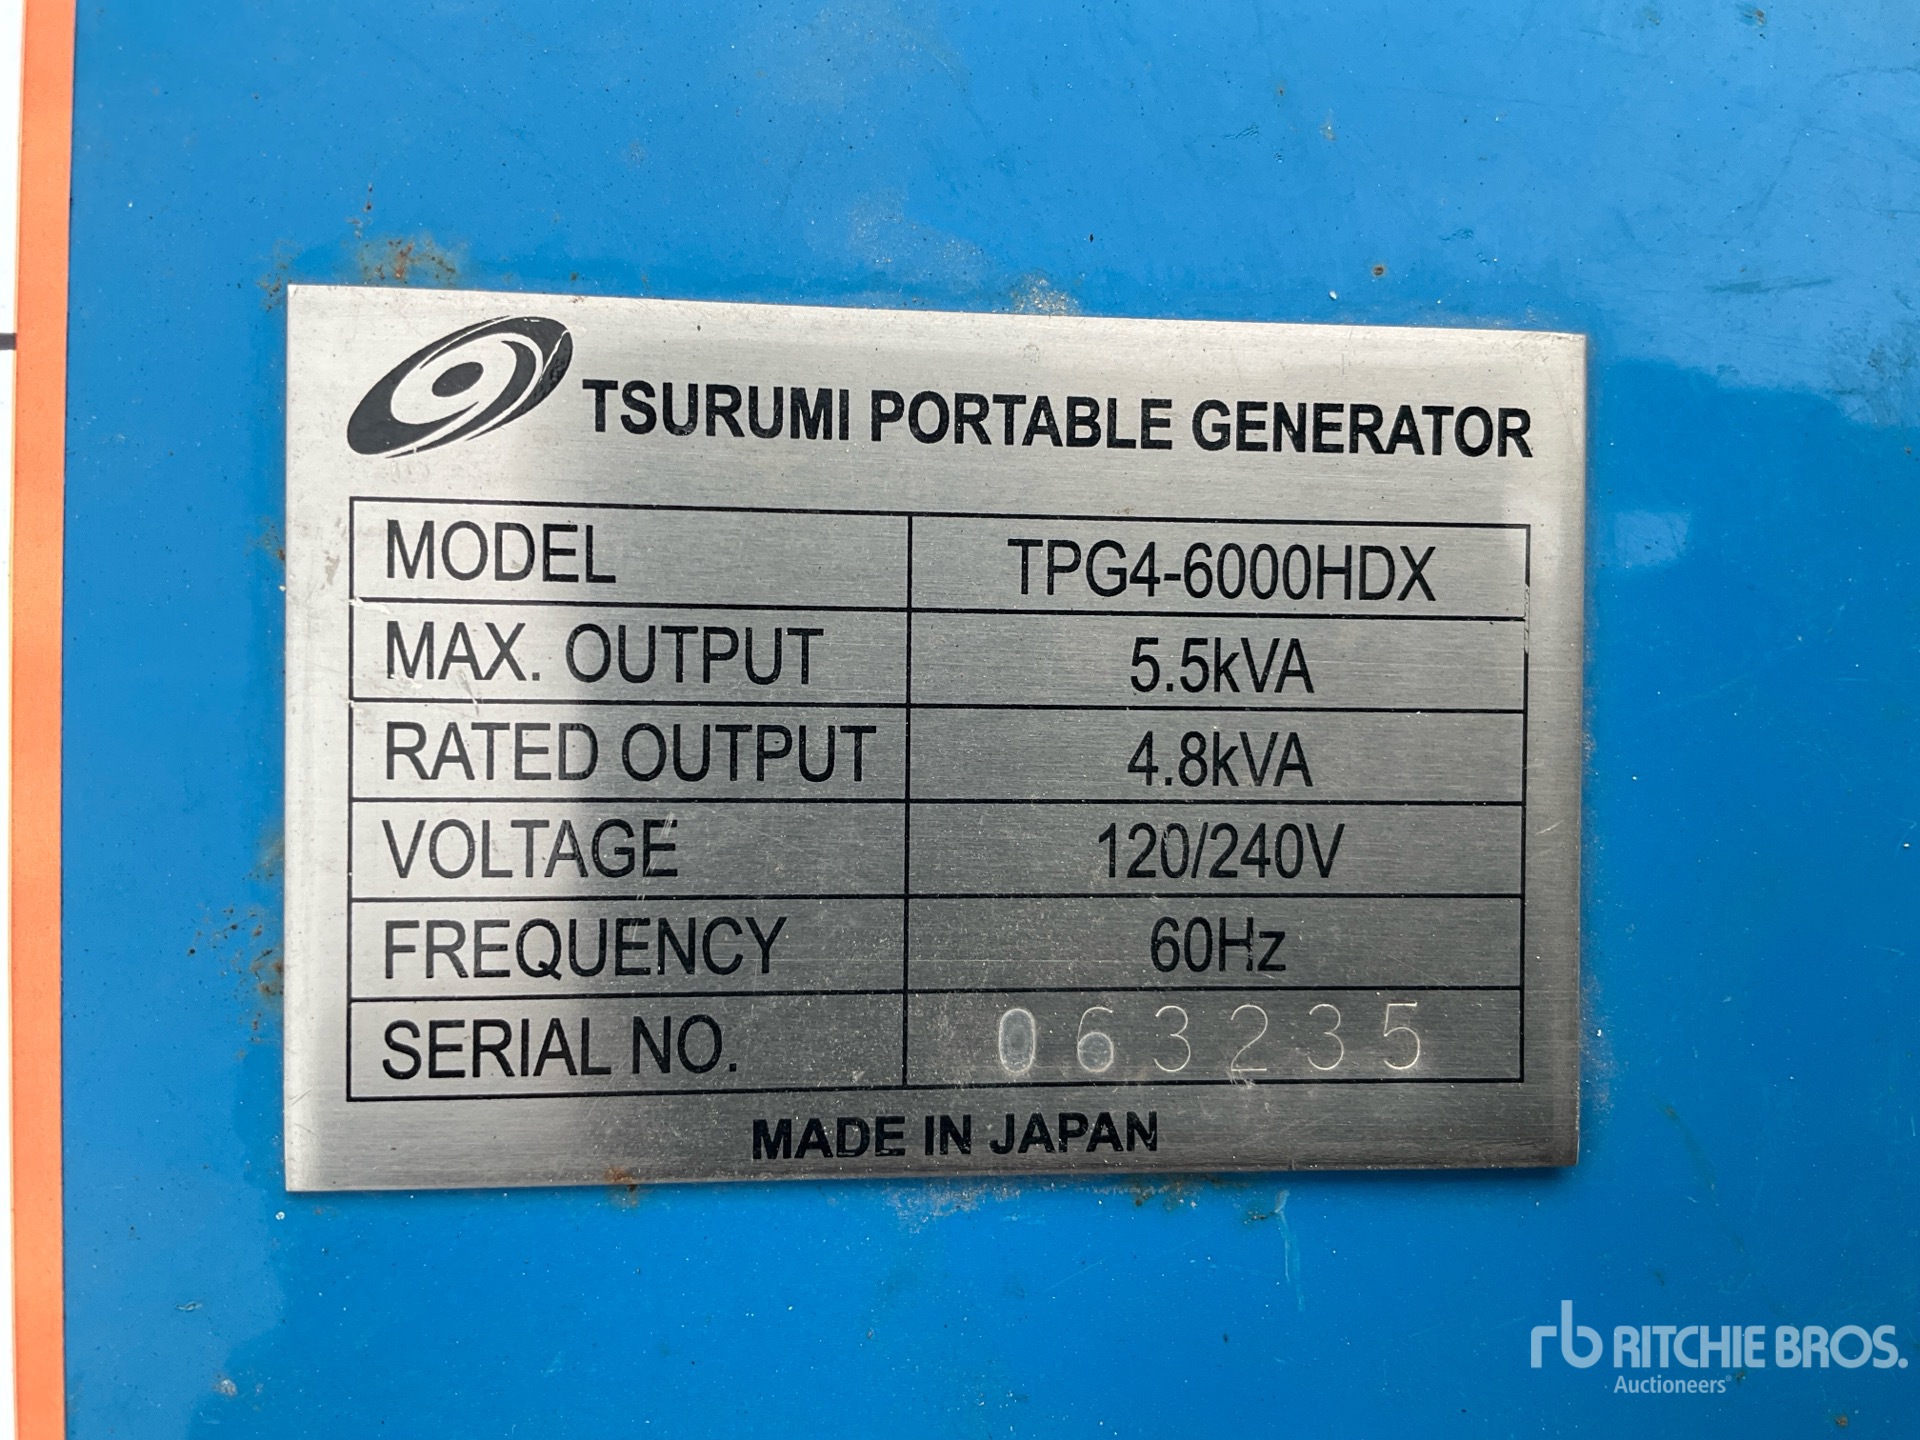 TSURUMI PORTABLE GENERATOR
MODEL TPG4-6000HDX
MAX. OUTPUT 5.5kVA
RATED OUTPUT 4.8kVA
VOLTAGE 120/240V
FREQUENCY 60Hz
SERIAL NO. 063235
MADE IN JAPAN
rb RITCHIE BROS.
Auctioneers